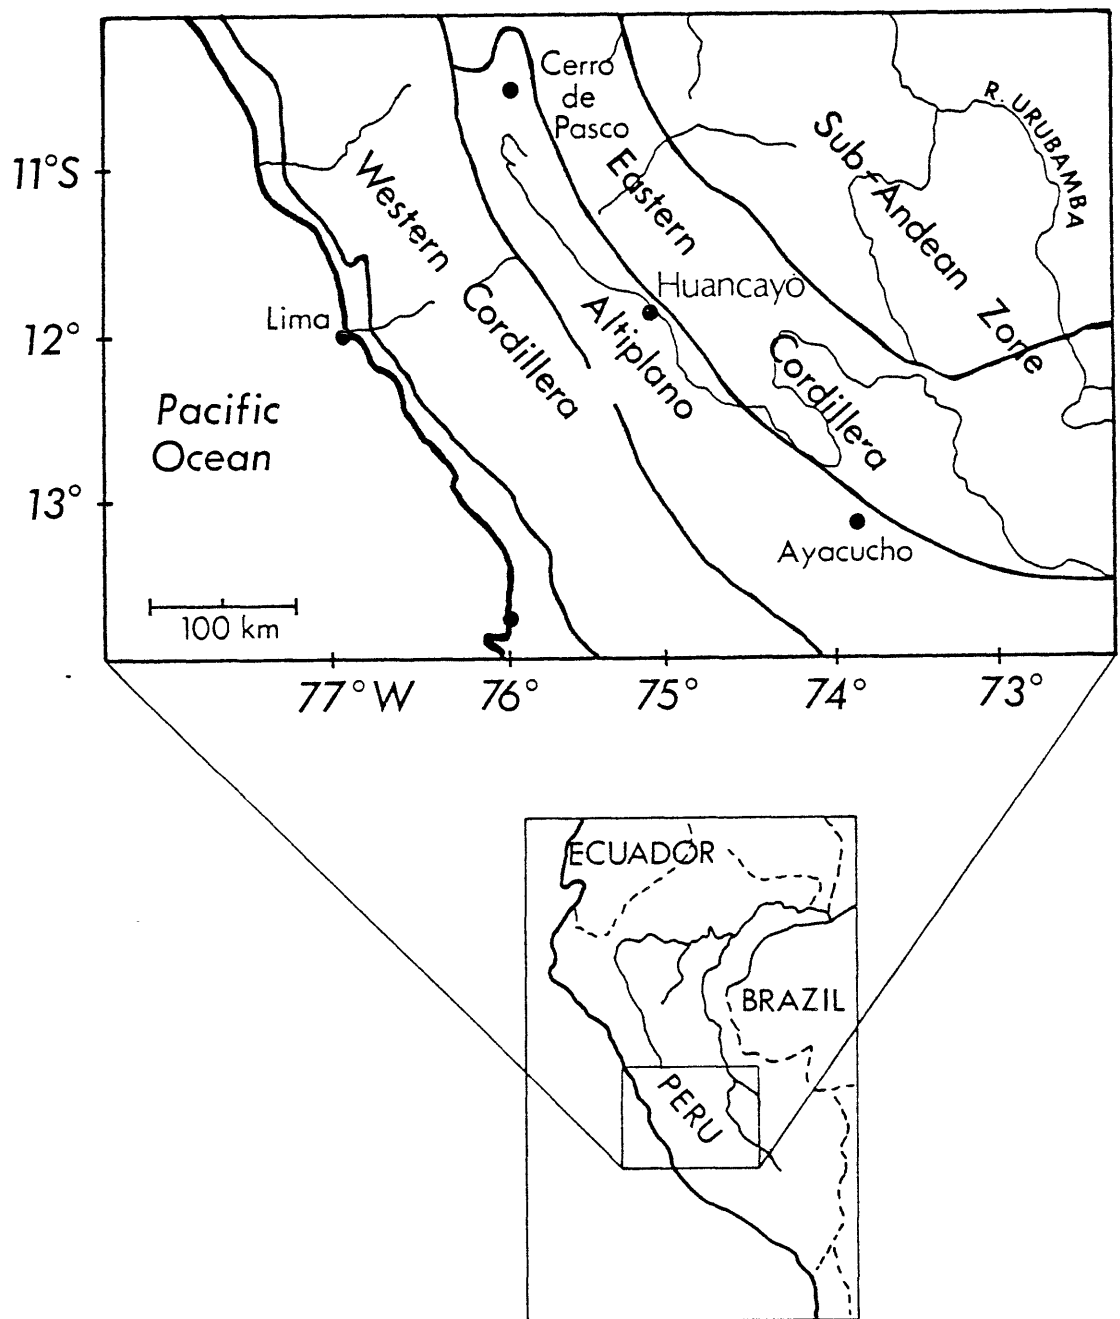 Cerro
de
Pasco
R. URUBAMBA
11°S
Western
Cordillera
Eastern
Cordillera
Sub-Andean Zone
Huancayo
Altiplano
Lima
12°
Pacific
Ocean
13°
Ayacucho
100 km
77°W
76°
75°
74°
73°
ECUADOR
BRAZIL
PERU